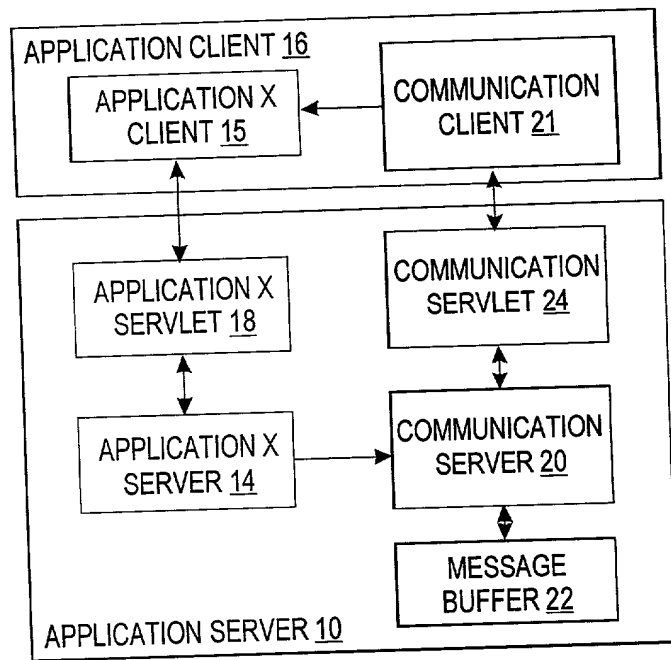 APPLICATION CLIENT 16
APPLICATION X
CLIENT 15
COMMUNICATION
CLIENT 21
APPLICATION X
SERVLET 18
COMMUNICATION
SERVLET 24
APPLICATION X
SERVER 14
COMMUNICATION
SERVER 20
MESSAGE
BUFFER 22
APPLICATION SERVER 10